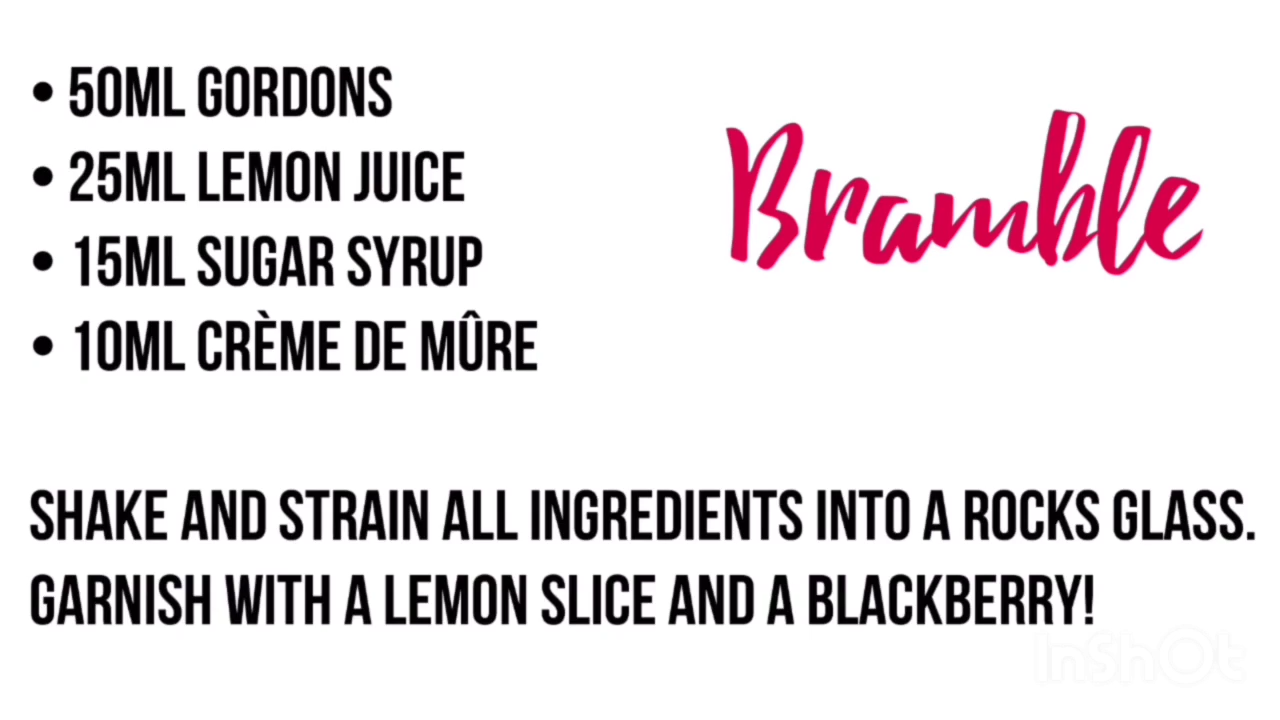 • 50ML GORDONS
• 25ML LEMON JUICE
• 15ML SUGAR SYRUP
• 10ML CRÈME DE MÛRE
Bramble
SHAKE AND STRAIN ALL INGREDIENTS INTO A ROCKS GLASS.
GARNISH WITH A LEMON SLICE AND A BLACKBERRY!
InShOt